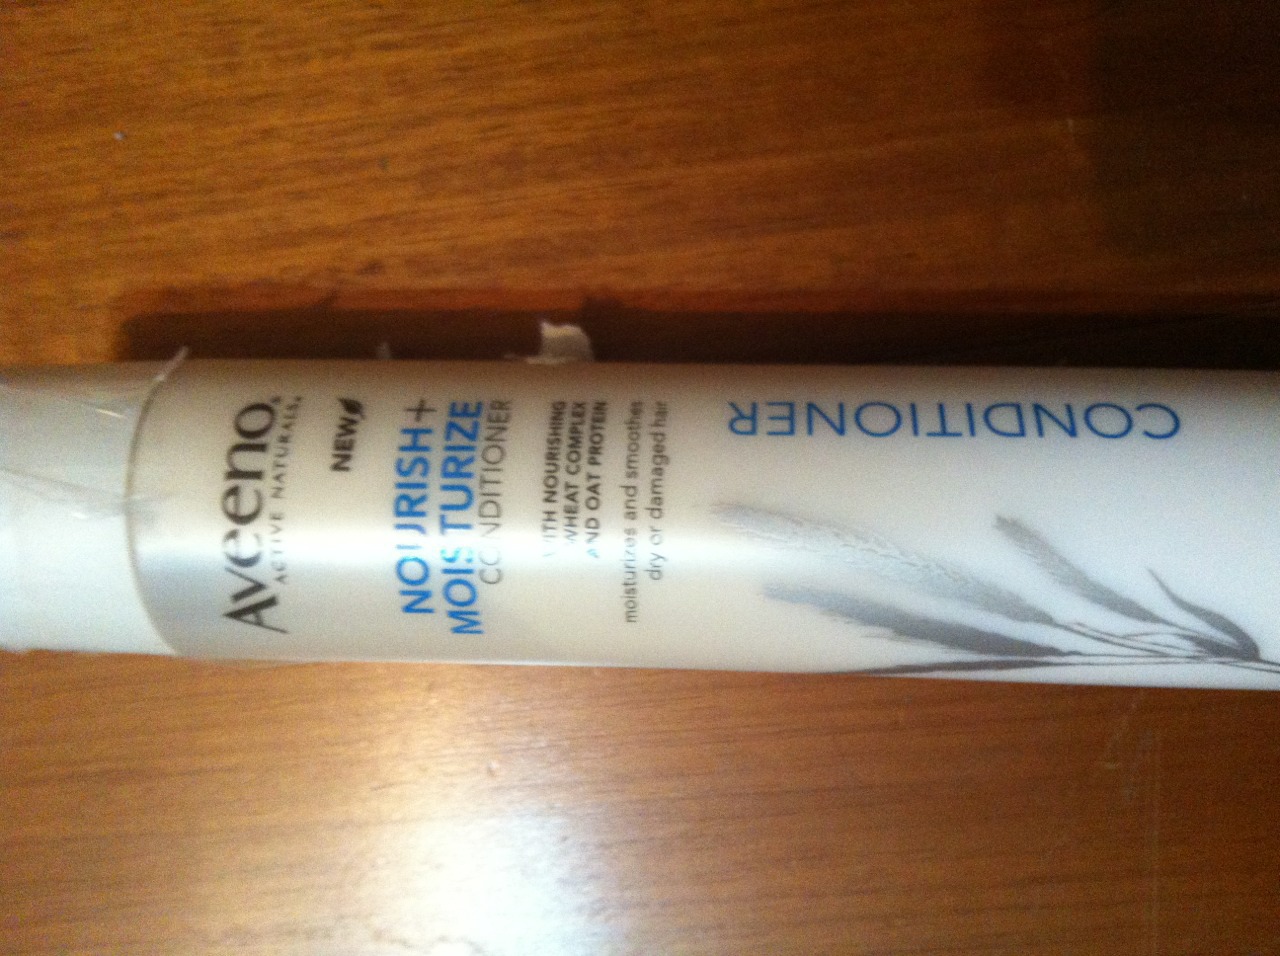 Aveeno®
ACTIVE NATURALS®
NEW
NOURISH+
MOISTURIZE
CONDITIONER
WITH NOURISHING
WHEAT COMPLEX
AND OAT PROTEIN
moisturizes and smoothes
dry or damaged hair
CONDITIONER